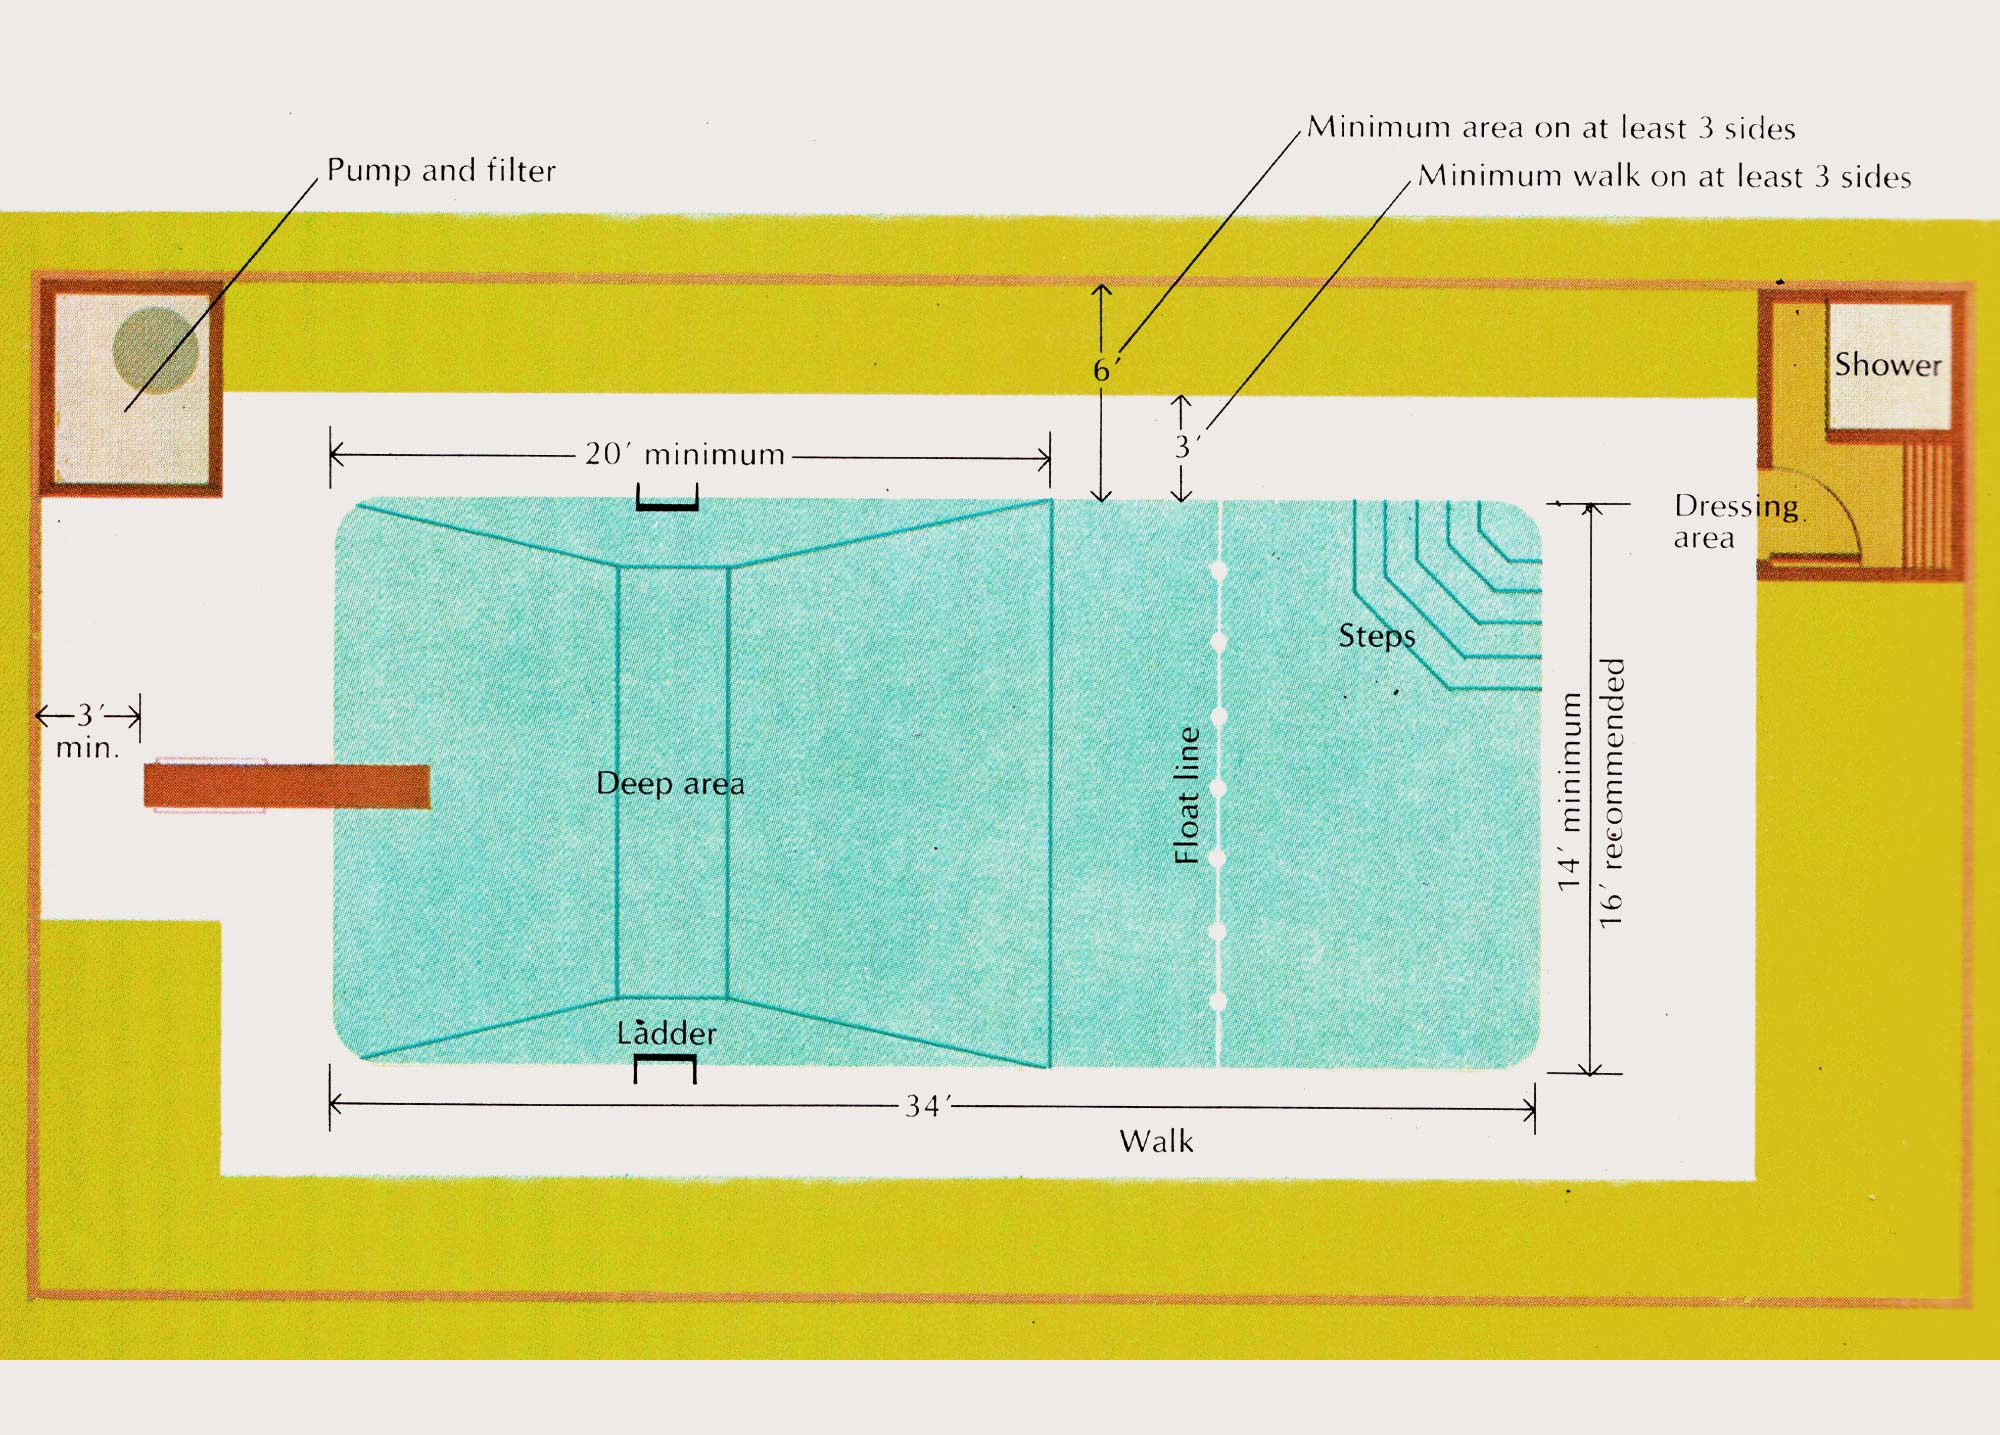 Minimum area on at least 3 sides
Pump and filter
Minimum walk on at least 3 sides
6′
Shower
3′
20′ minimum
Dressing
area
Steps
3′
min.
Deep area
Float line
14′ minimum
16′ recommended
Ladder
34′
Walk